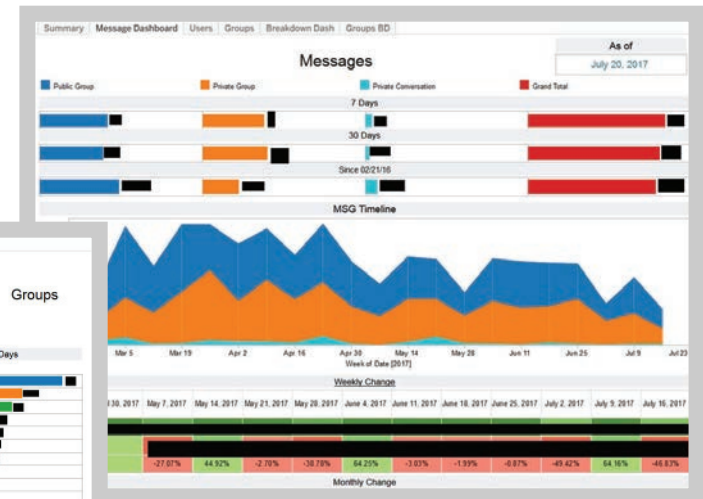 Summary Message Dashboard Users Groups Breakdown Dash Groups BD
Messages
As of
July 20, 2017
Public Group Private Group Private Conversation Grand Total
7 Days
30 Days
Since 02/21/16
MSG Timeline
Groups
Days
Mar 5 Mar 19 Apr 2 Apr 16 Apr 30 May 14 May 28 Jun 11 Jun 25 Jul 9 Jul 23
Week of Date [2017]
Weekly Change
30, 2017 May 7, 2017 May 14, 2017 May 21, 2017 May 28, 2017 June 4, 2017 June 11, 2017 June 18, 2017 June 25, 2017 July 2, 2017 July 9, 2017 July 16, 2017
-27.07% 44.92% -2.70% -38.78% 64.25% -3.03% -1.99% -0.87% -49.42% 64.16% -46.83%
Monthly Change